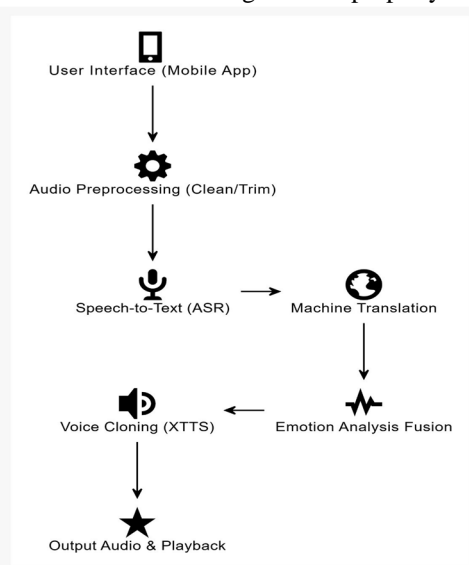 User Interface (Mobile App)
Audio Preprocessing (Clean/Trim)
Speech-to-Text (ASR)
Machine Translation
Emotion Analysis Fusion
Voice Cloning (XTTS)
Output Audio & Playback